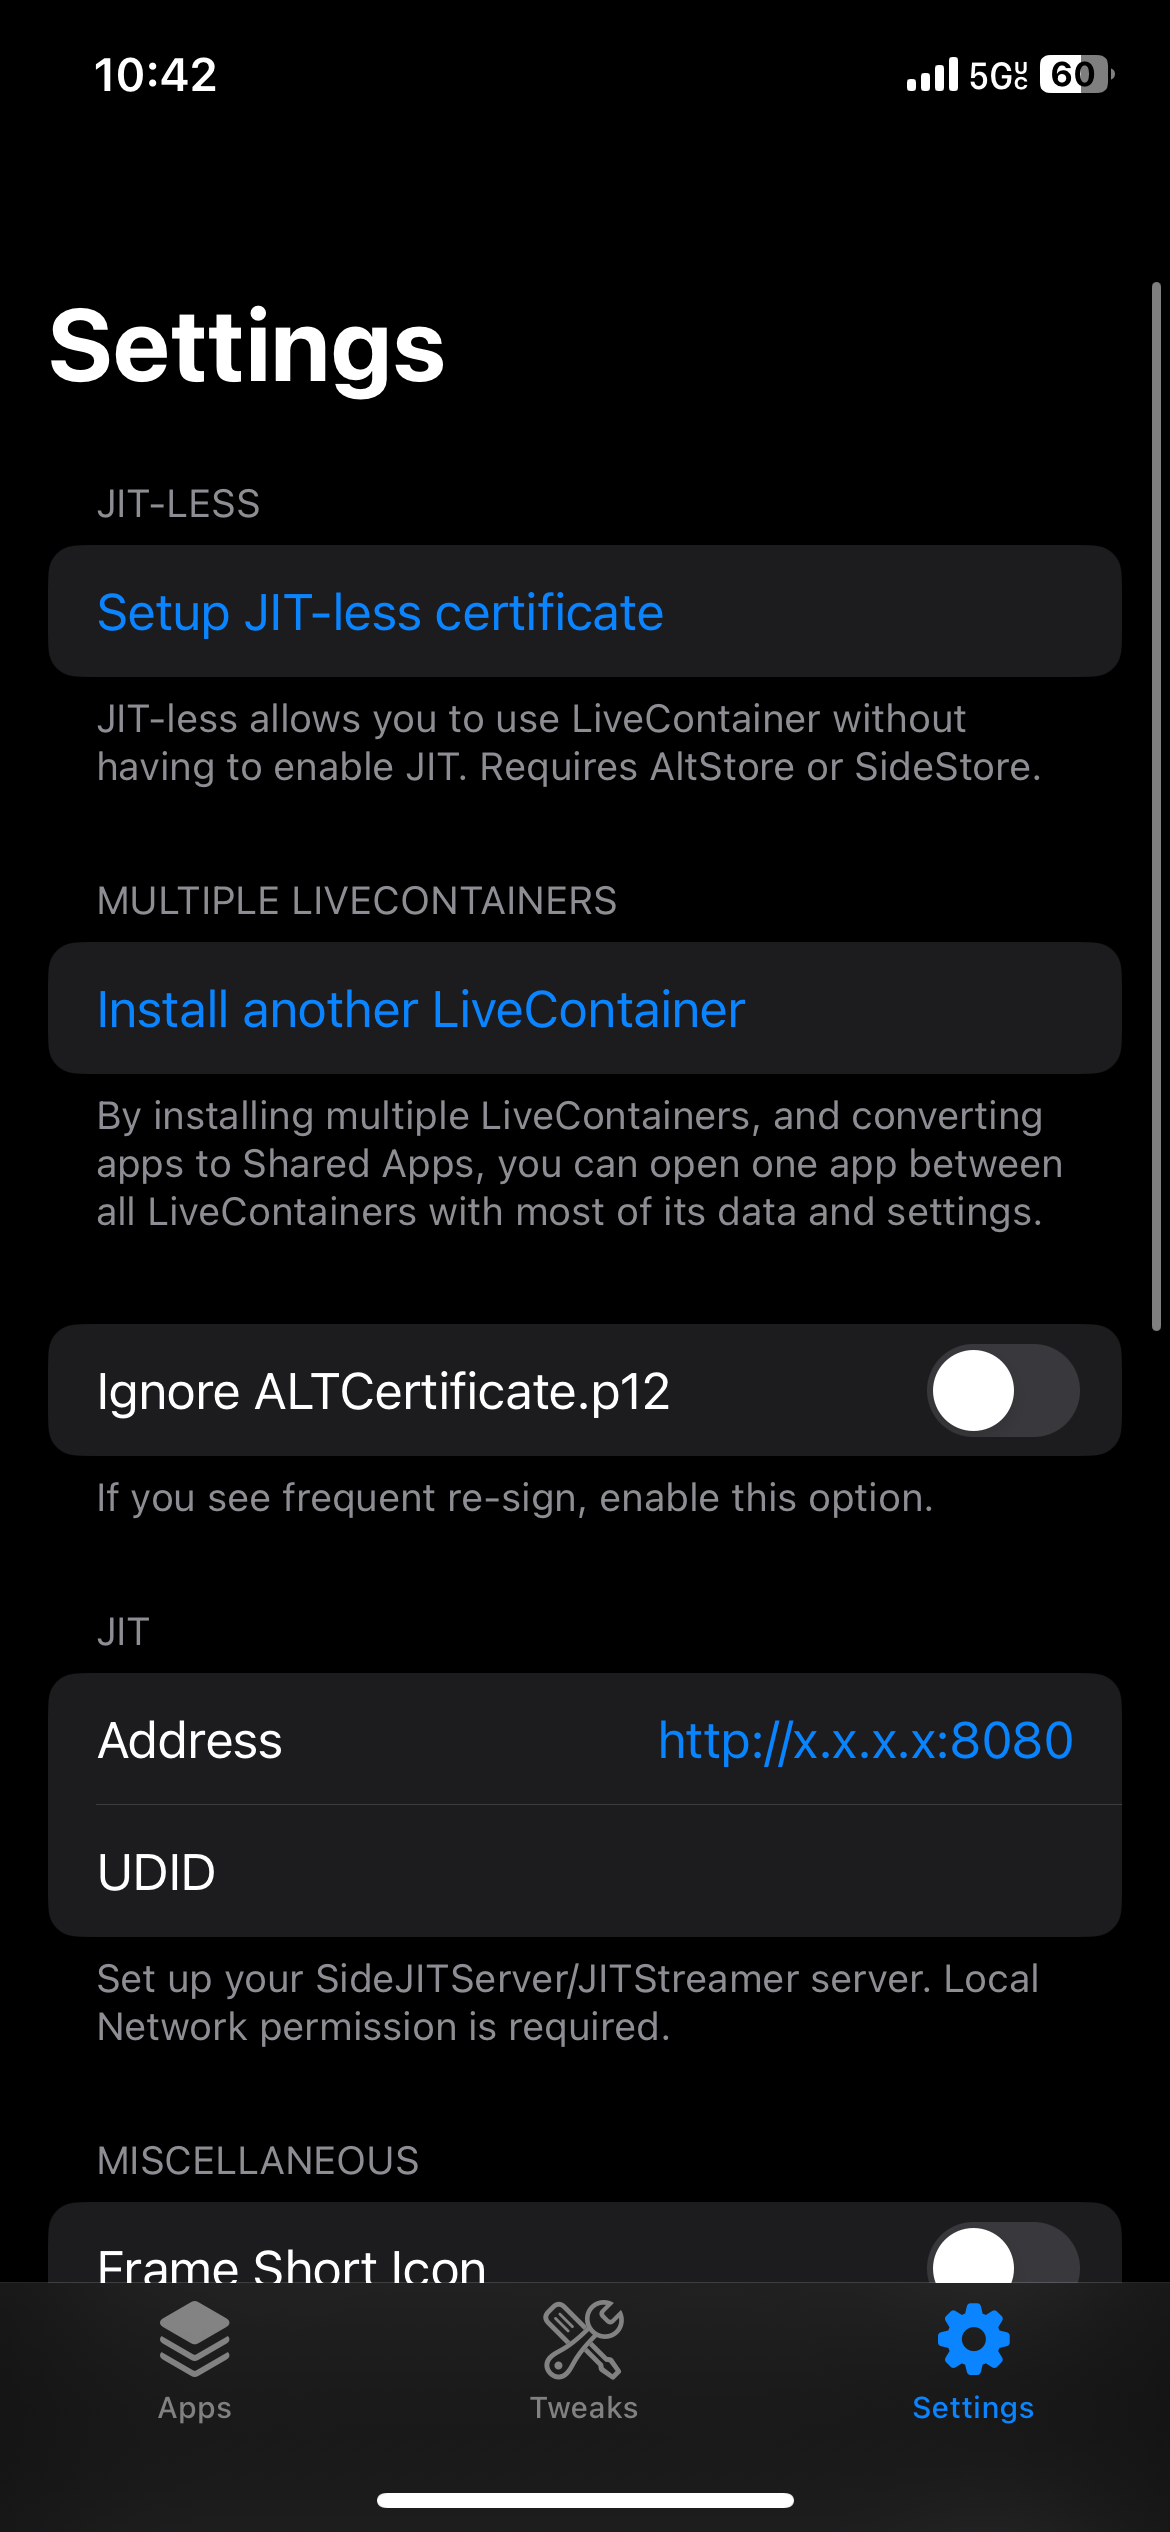 10:42
5GUC 60
Settings
JIT-LESS
Setup JIT-less certificate
JIT-less allows you to use LiveContainer without
having to enable JIT. Requires AltStore or SideStore.
MULTIPLE LIVECONTAINERS
Install another LiveContainer
By installing multiple LiveContainers, and converting
apps to Shared Apps, you can open one app between
all LiveContainers with most of its data and settings.
Ignore ALTCertificate.p12
If you see frequent re-sign, enable this option.
JIT
Address http://x.x.x.x:8080
UDID
Set up your SideJITServer/JITStreamer server. Local
Network permission is required.
MISCELLANEOUS
Frame Short Icon
Apps Tweaks Settings